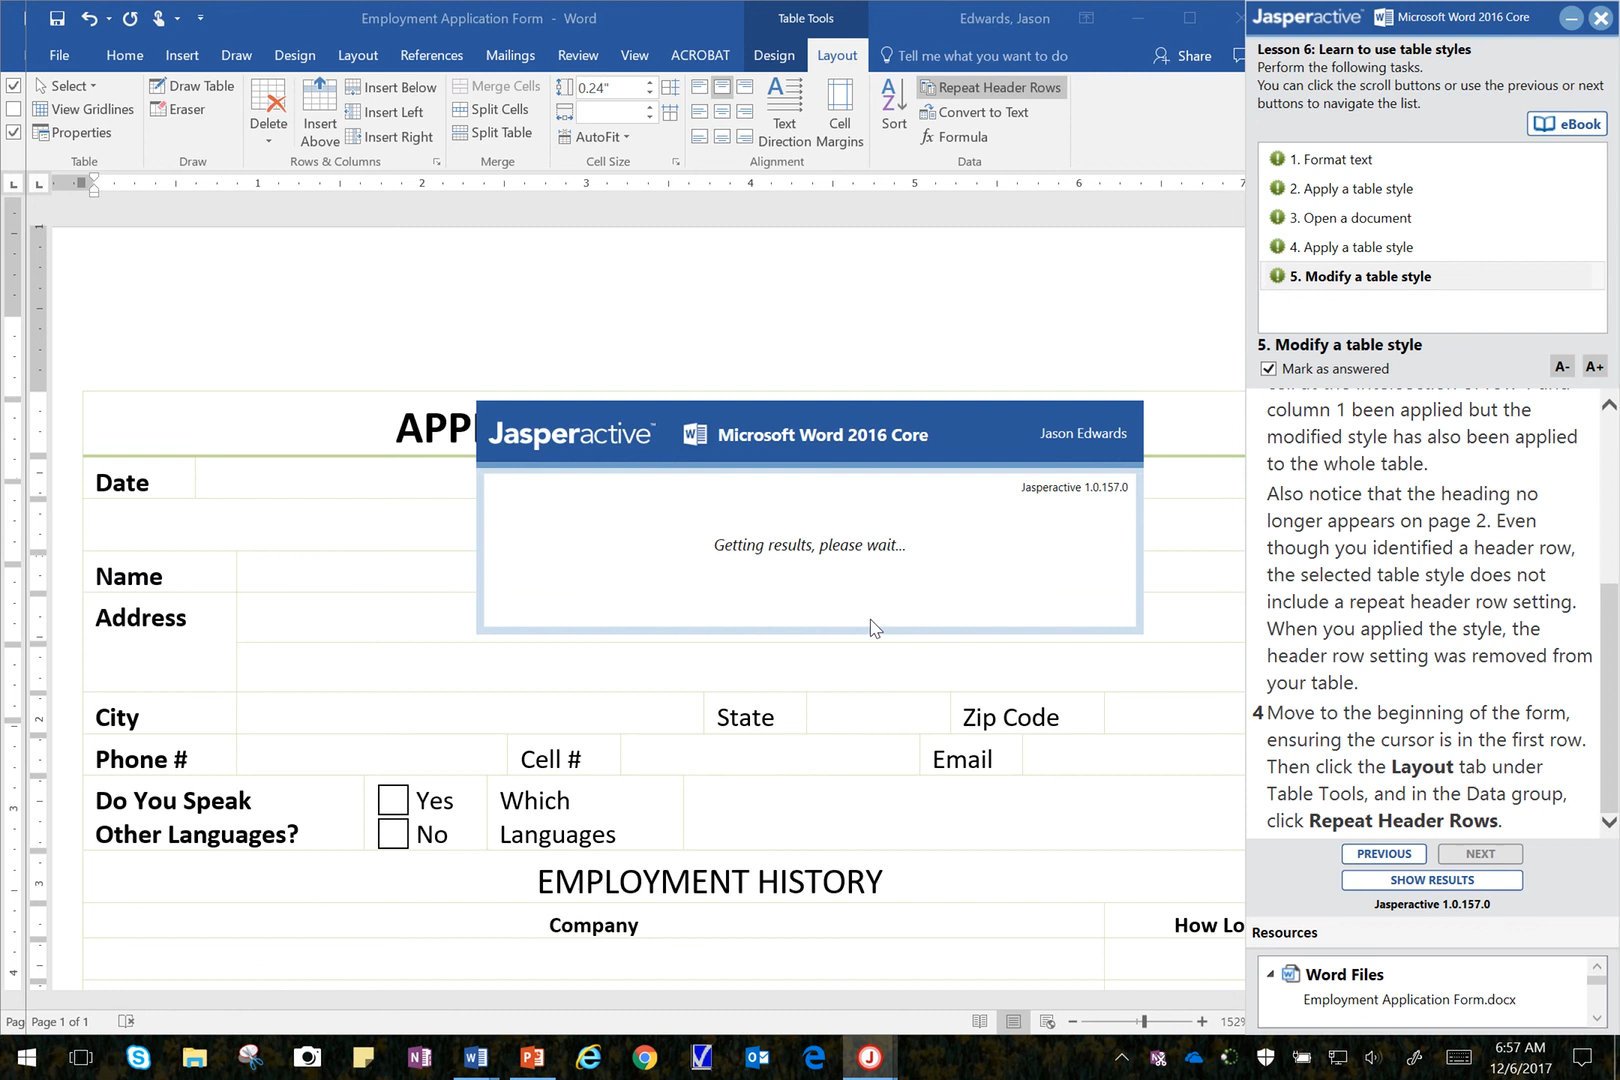 Employment Application Form - Word
Table Tools
Edwards, Jason
File
Home
Insert
Draw
Design
Layout
References
Mailings
Review
View
ACROBAT
Design
Layout
Tell me what you want to do
Share
Select
View Gridlines
Properties
Table
Draw Table
Eraser
Draw
Delete
Insert
Above
Insert Below
Insert Left
Insert Right
Rows & Columns
Merge Cells
Split Cells
Split Table
Merge
0.24"
AutoFit
Cell Size
Text
Direction
Cell
Margins
Alignment
A
Z
Sort
Repeat Header Rows
Convert to Text
fx Formula
Data
1 2 3 4 5 6 7
APP
Date
Name
Address
City
State
Zip Code
Phone #
Cell #
Email
Do You Speak
Other Languages?
Yes
No
Which
Languages
EMPLOYMENT HISTORY
Company
How Lo
Jasperactive™
Microsoft Word 2016 Core
Jason Edwards
Jasperactive 1.0.157.0
Getting results, please wait...
Pag
Page 1 of 1
152%
Jasperactive™ Microsoft Word 2016 Core
Lesson 6: Learn to use table styles
Perform the following tasks.
You can click the scroll buttons or use the previous or next
buttons to navigate the list.
eBook
1. Format text
2. Apply a table style
3. Open a document
4. Apply a table style
5. Modify a table style
5. Modify a table style
Mark as answered
A-
A+
column 1 been applied but the
modified style has also been applied
to the whole table.
Also notice that the heading no
longer appears on page 2. Even
though you identified a header row,
the selected table style does not
include a repeat header row setting.
When you applied the style, the
header row setting was removed from
your table.
4 Move to the beginning of the form,
ensuring the cursor is in the first row.
Then click the Layout tab under
Table Tools, and in the Data group,
click Repeat Header Rows.
PREVIOUS
NEXT
SHOW RESULTS
Jasperactive 1.0.157.0
Resources
Word Files
Employment Application Form.docx
6:57 AM
12/6/2017